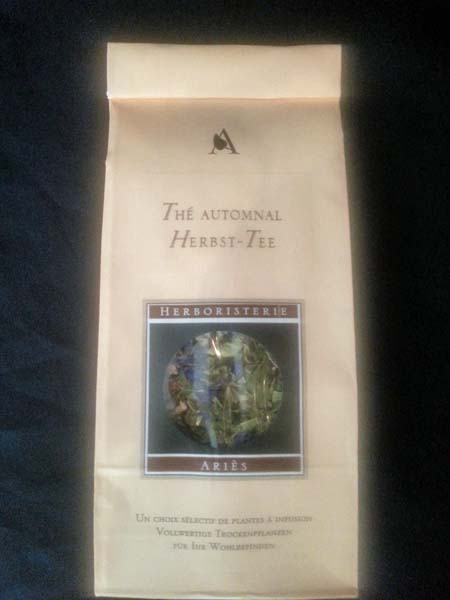 A
THÉ AUTOMNAL
HERBST-TEE
HERBORISTERIE
ARIÈS
UN CHOIX SÉLECTIF DE PLANTES À INFUSION
VOLLWERTIGE TROCKENPFLANZEN
FÜR IHR WOHLBEFINDEN